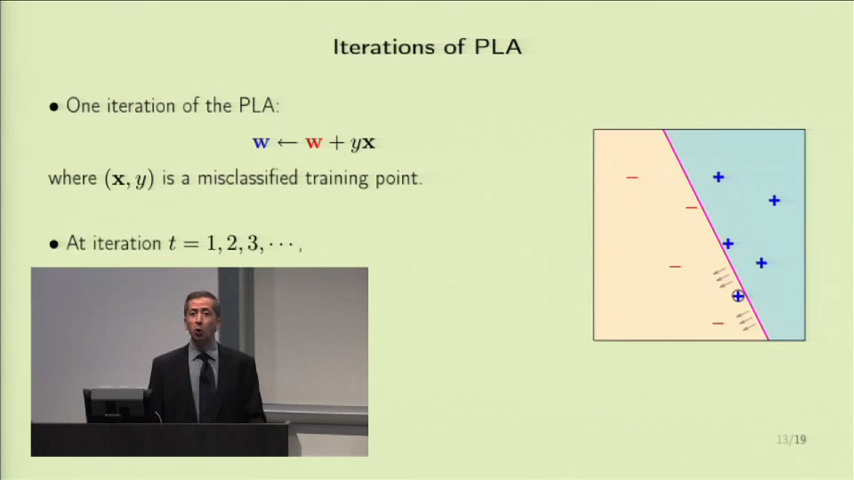 Iterations of PLA
• One iteration of the PLA:
w ← w + yx
where (x, y) is a misclassified training point.
• At iteration t = 1, 2, 3, · · · ,
13/19